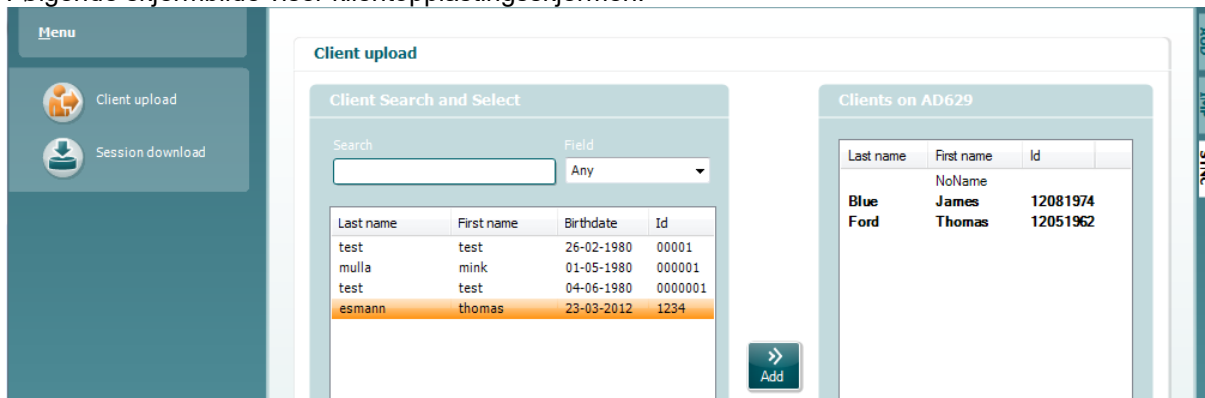 Menu
Client upload
Session download
Client upload
Client Search and Select
Search Field
Any
Last name First name Birthdate Id
test test 26-02-1980 00001
mulla mink 01-05-1980 000001
test test 04-06-1980 0000001
esmann thomas 23-03-2012 1234
Add
Clients on AD629
Last name First name Id
NoName
Blue James 12081974
Ford Thomas 12051962